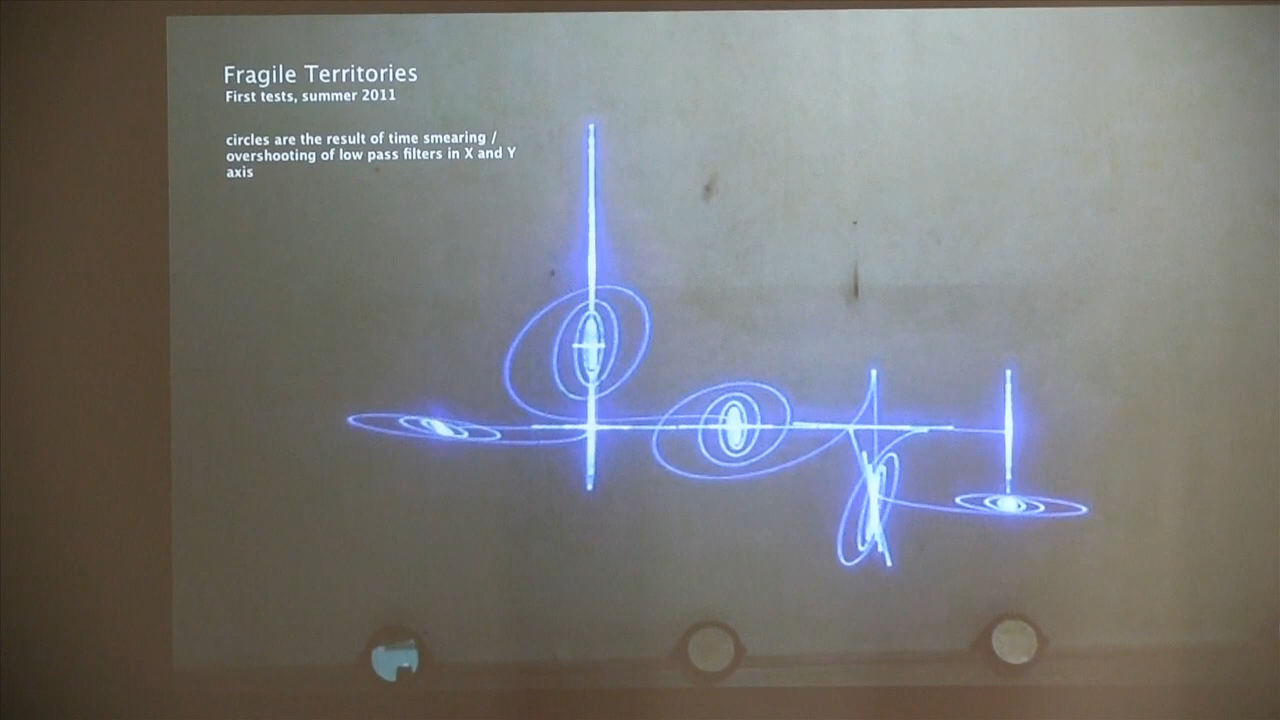 Fragile Territories
First tests, summer 2011
circles are the result of time smearing /
overshooting of low pass filters in X and Y
axis